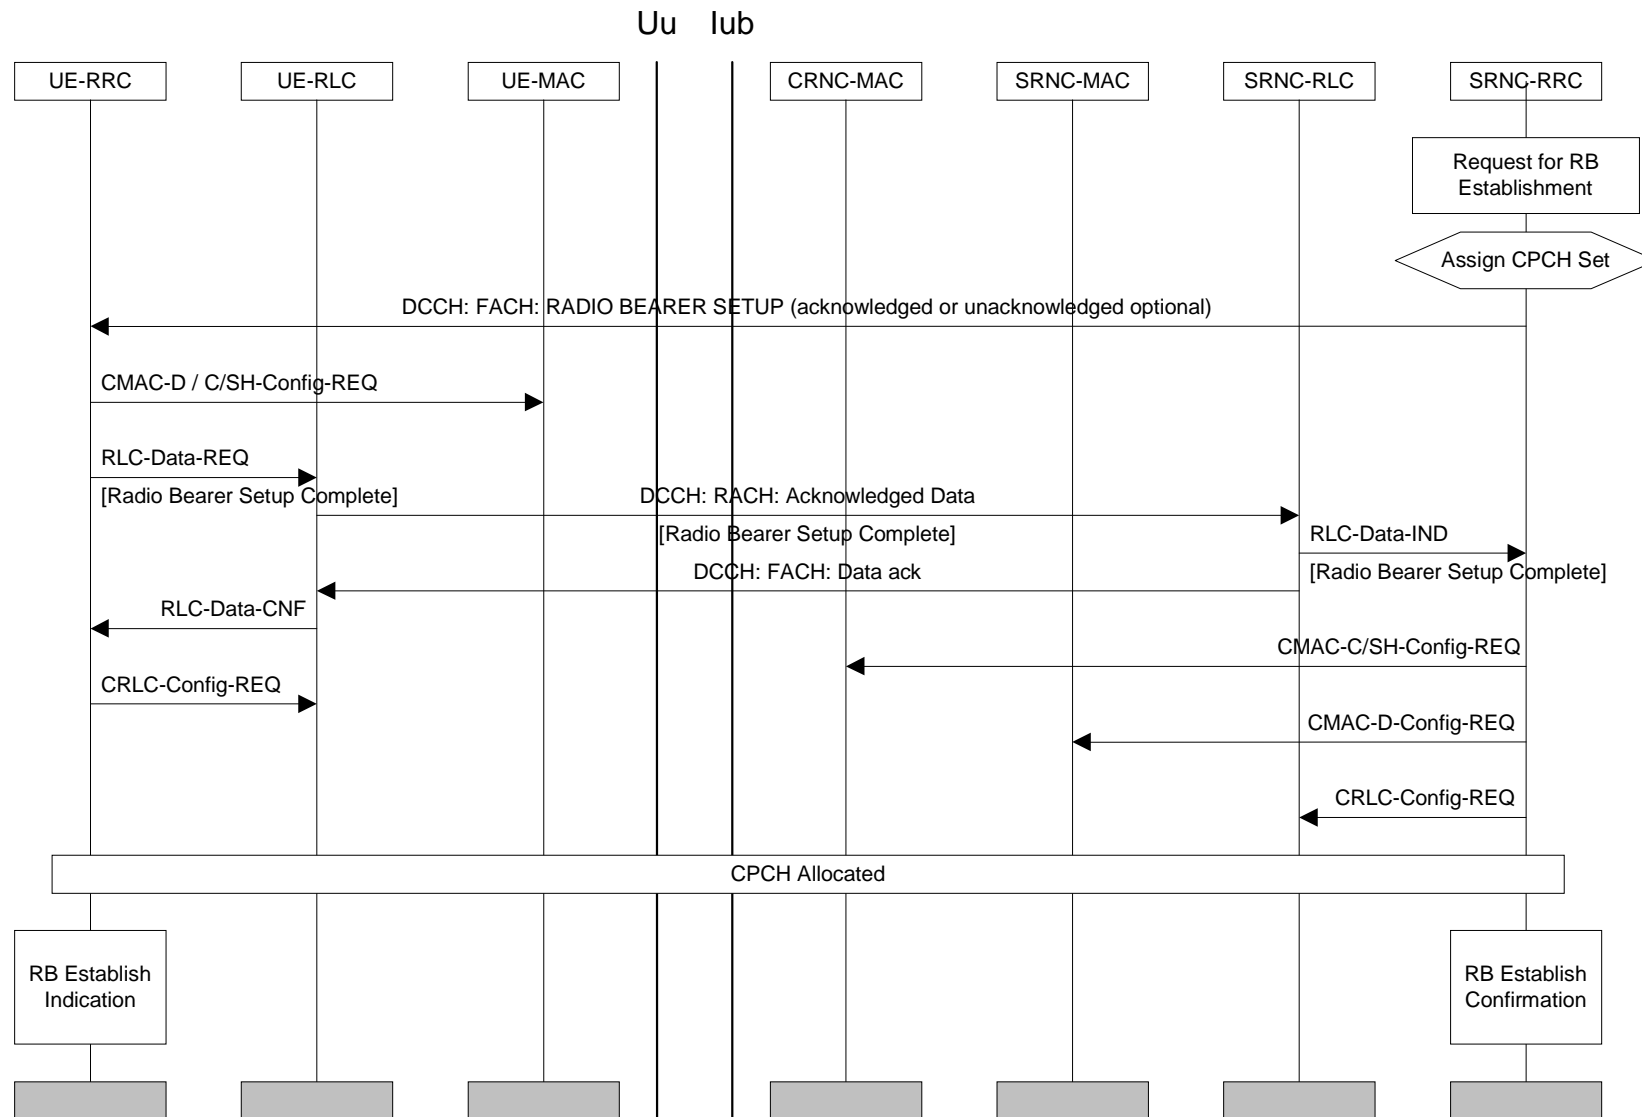 Uu Iub
UE-RRC UE-RLC UE-MAC CRNC-MAC SRNC-MAC SRNC-RLC SRNC-RRC
Request for RB
Establishment
Assign CPCH Set
DCCH: FACH: RADIO BEARER SETUP (acknowledged or unacknowledged optional)
CMAC-D / C/SH-Config-REQ
RLC-Data-REQ
[Radio Bearer Setup Complete]
DCCH: RACH: Acknowledged Data
[Radio Bearer Setup Complete]
RLC-Data-IND
[Radio Bearer Setup Complete]
DCCH: FACH: Data ack
RLC-Data-CNF
CMAC-C/SH-Config-REQ
CRLC-Config-REQ
CMAC-D-Config-REQ
CRLC-Config-REQ
CPCH Allocated
RB Establish
Indication
RB Establish
Confirmation